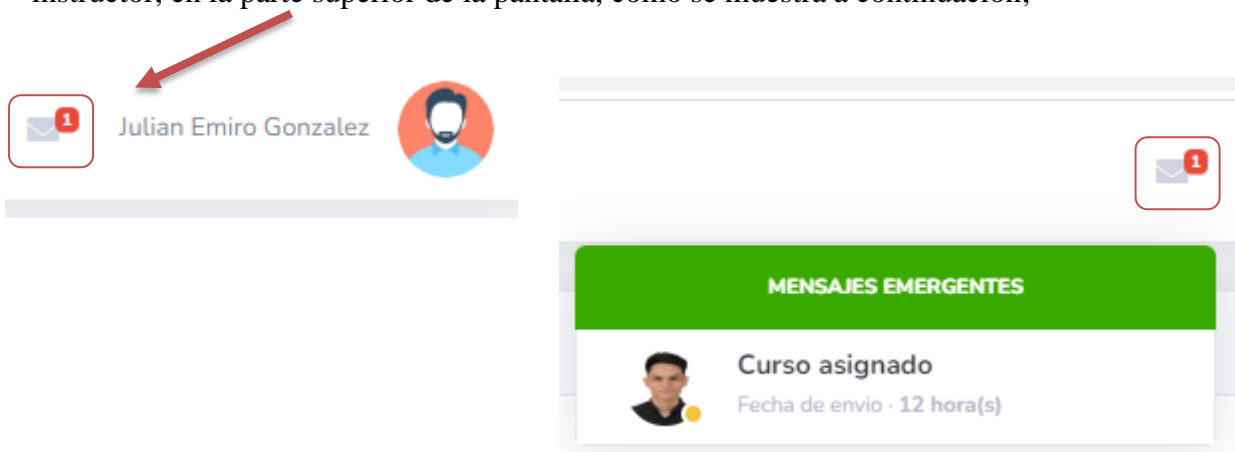 instructor, en la parte superior de la pantalla, como se muestra a continuación;
1
Julian Emiro Gonzalez
1
MENSAJES EMERGENTES
Curso asignado
Fecha de envio · 12 hora(s)